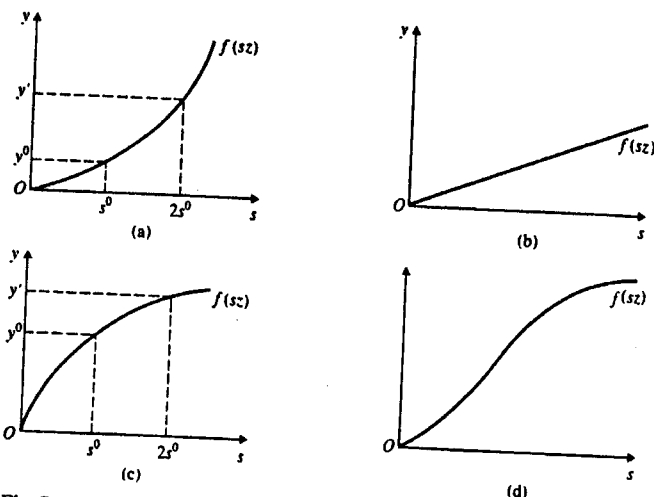 y
f(sz)
y'
y⁰
O
s⁰
2s⁰
s
(a)
y
f(sz)
O
s
(b)
y
y'
f(sz)
y⁰
O
s⁰
2s⁰
s
(c)
f(sz)
O
s
(d)